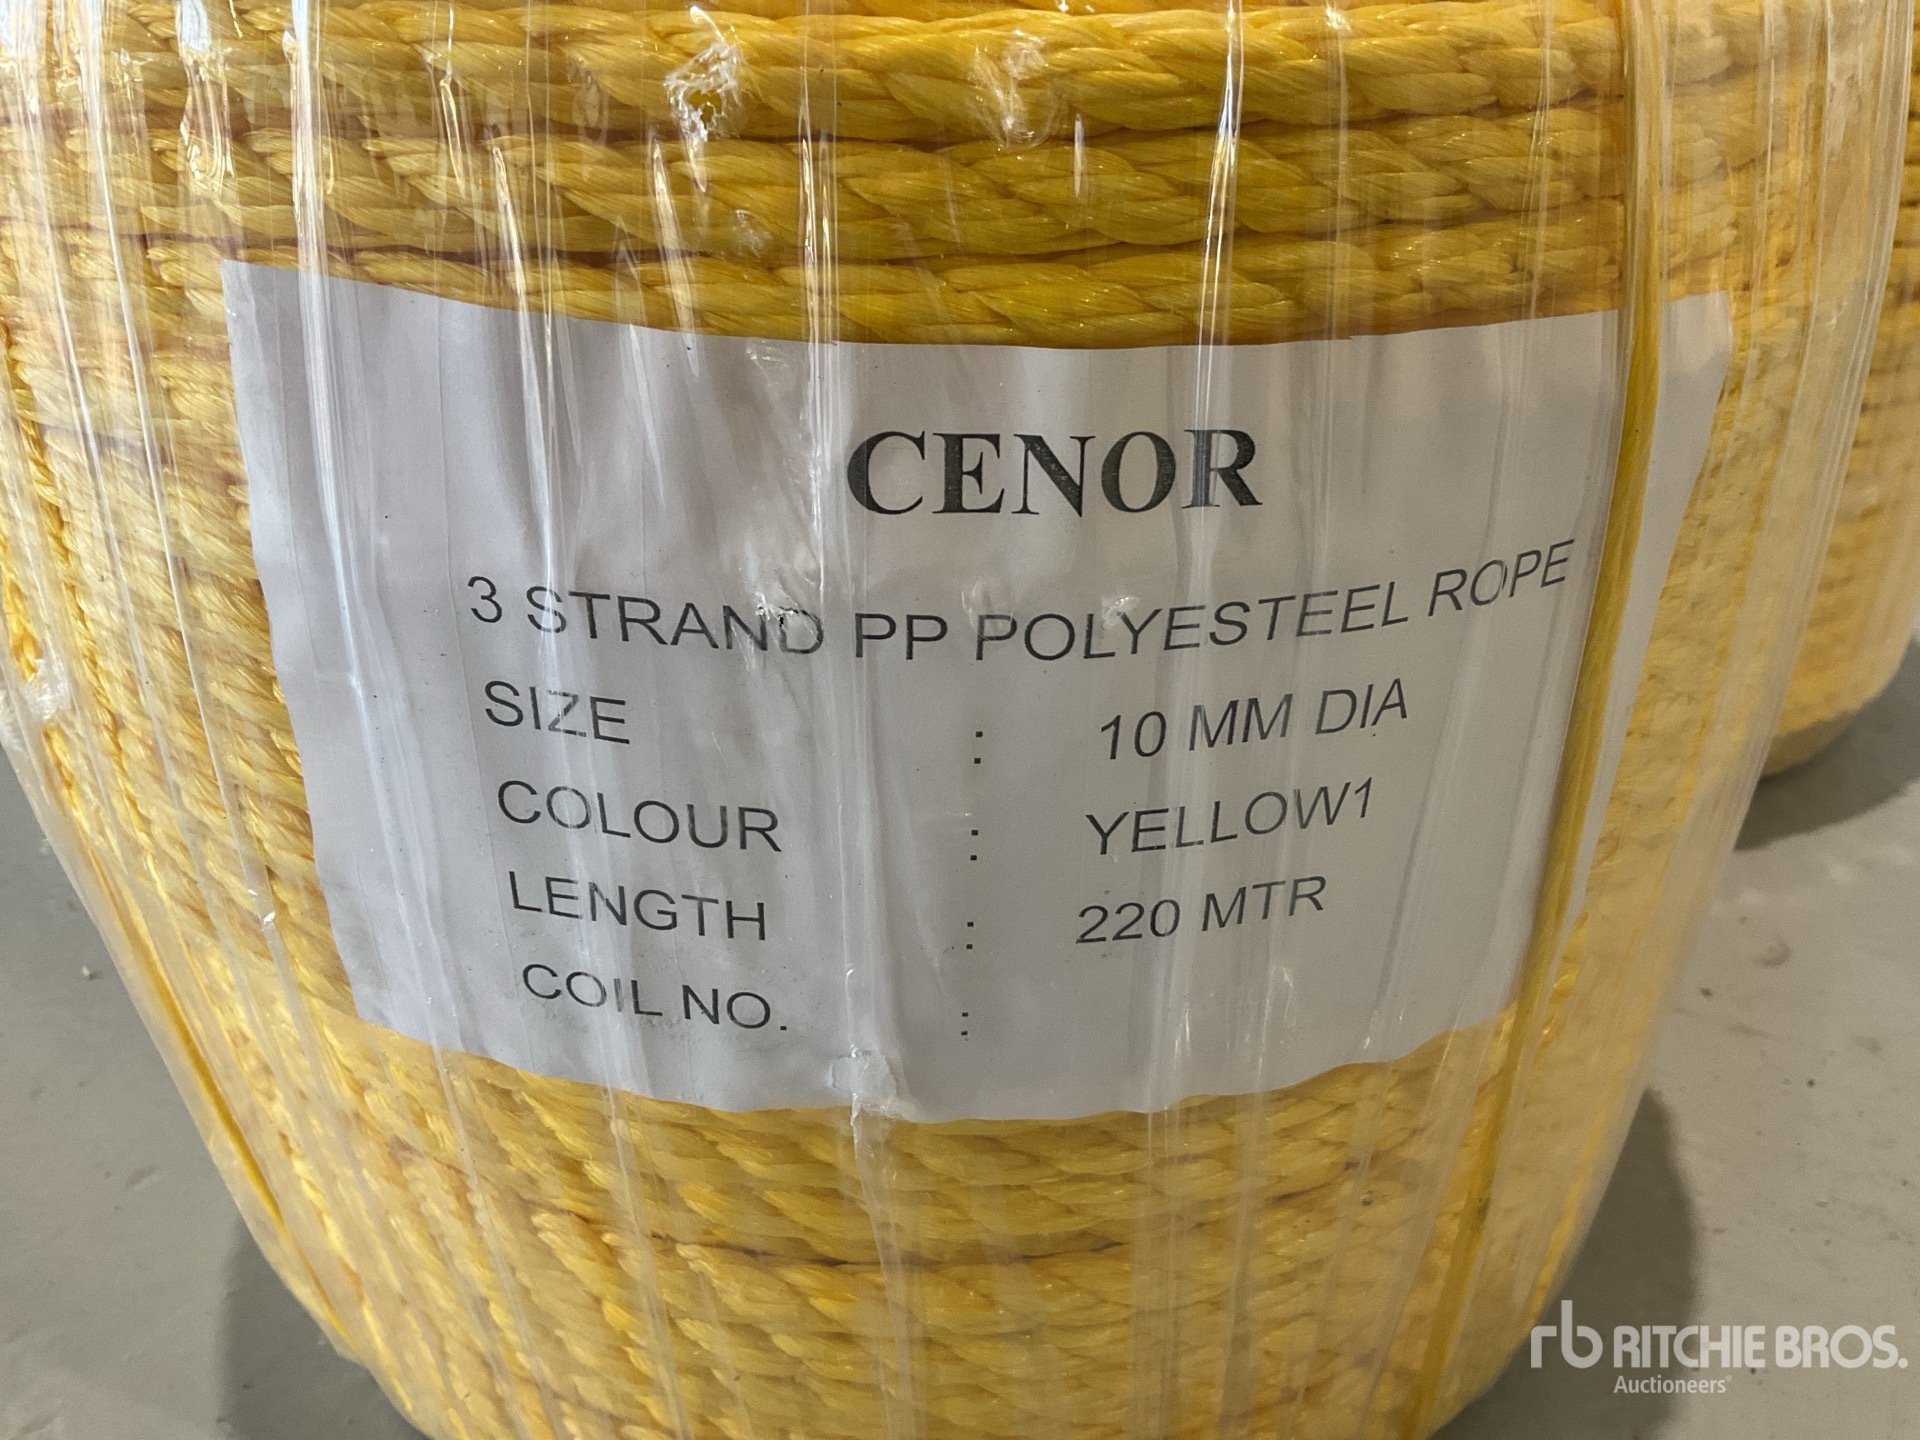 CENOR
3 STRAND PP POLYESTEEL ROPE
SIZE : 10 MM DIA
COLOUR : YELLOW1
LENGTH : 220 MTR
COIL NO. :
rb RITCHIE BROS.
Auctioneers